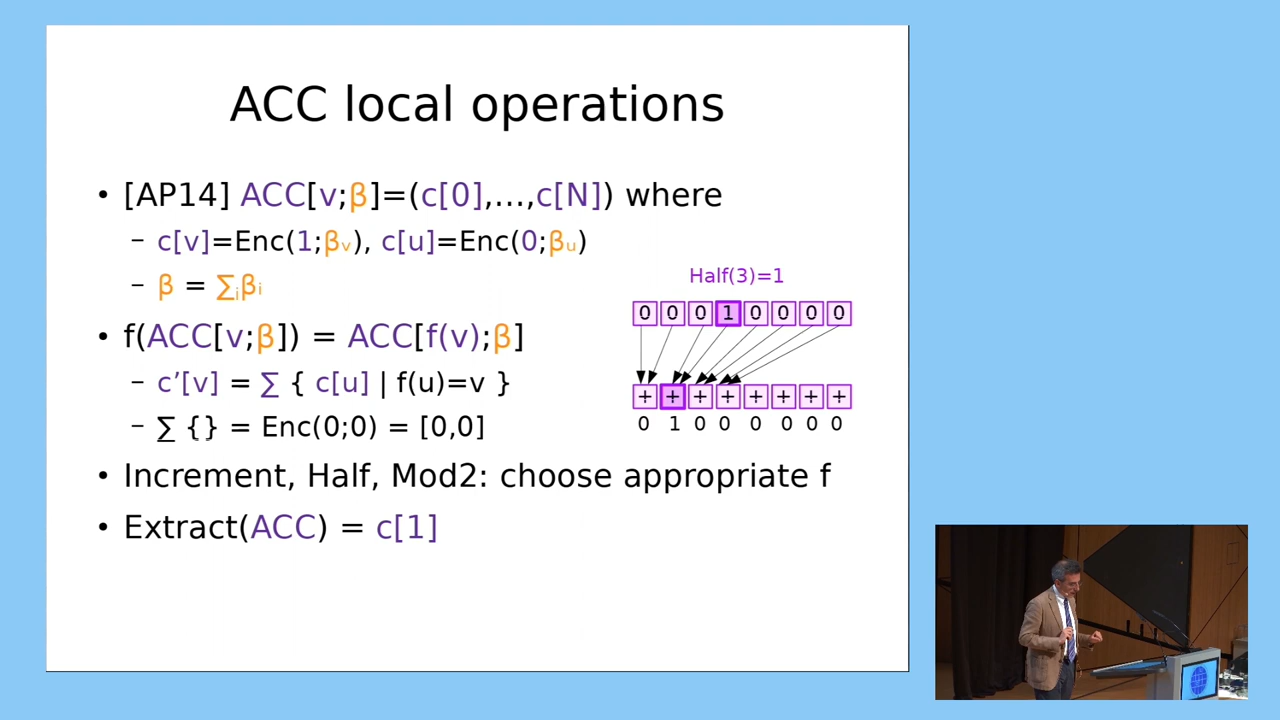 ACC local operations
• [AP14] ACC[v;β]=(c[0],...,c[N]) where
– c[v]=Enc(1;βᵥ), c[u]=Enc(0;βᵤ)
– β = ∑ᵢβᵢ
Half(3)=1
0 0 0 1 0 0 0 0
• f(ACC[v;β]) = ACC[f(v);β]
– c’[v] = ∑ { c[u] | f(u)=v }
+ + + + + + + +
0 1 0 0 0 0 0 0
– ∑ {} = Enc(0;0) = [0,0]
• Increment, Half, Mod2: choose appropriate f
• Extract(ACC) = c[1]